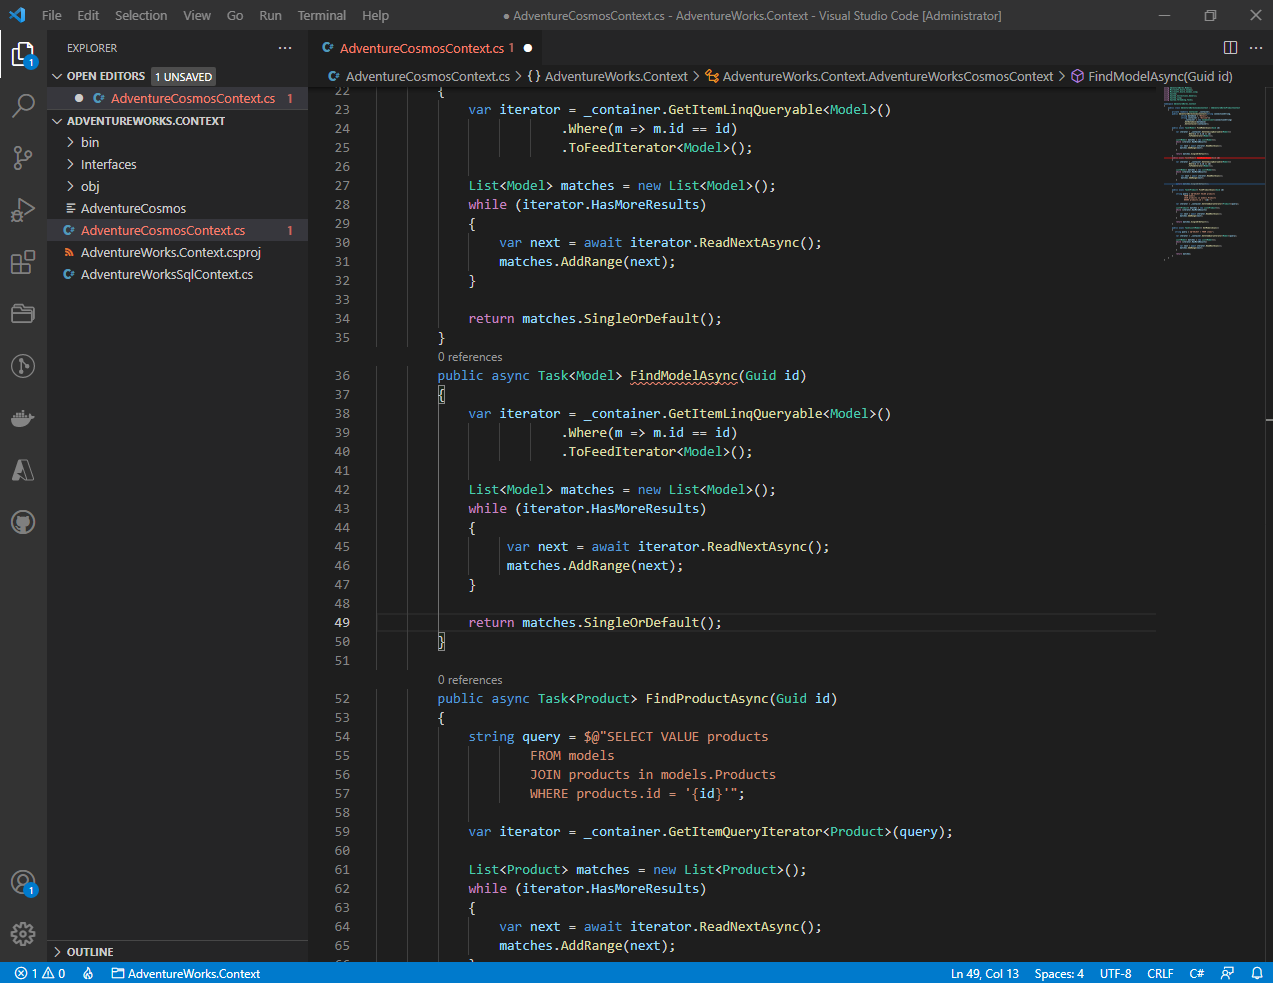 File Edit Selection View Go Run Terminal Help
● AdventureCosmosContext.cs - AdventureWorks.Context - Visual Studio Code [Administrator]
EXPLORER
OPEN EDITORS 1 UNSAVED
AdventureCosmosContext.cs 1
ADVENTUREWORKS.CONTEXT
bin
Interfaces
obj
AdventureCosmos
AdventureCosmosContext.cs 1
AdventureWorks.Context.csproj
AdventureWorksSqlContext.cs
OUTLINE
1
1
AdventureCosmosContext.cs 1
AdventureCosmosContext.cs > {} AdventureWorks.Context > AdventureWorks.Context.AdventureWorksCosmosContext > FindModelAsync(Guid id)
22 {
23 var iterator = _container.GetItemLinqQueryable<Model>()
24 .Where(m => m.id == id)
25 .ToFeedIterator<Model>();
26
27 List<Model> matches = new List<Model>();
28 while (iterator.HasMoreResults)
29 {
30 var next = await iterator.ReadNextAsync();
31 matches.AddRange(next);
32 }
33
34 return matches.SingleOrDefault();
35 }
0 references
36 public async Task<Model> FindModelAsync(Guid id)
37 {
38 var iterator = _container.GetItemLinqQueryable<Model>()
39 .Where(m => m.id == id)
40 .ToFeedIterator<Model>();
41
42 List<Model> matches = new List<Model>();
43 while (iterator.HasMoreResults)
44 {
45 var next = await iterator.ReadNextAsync();
46 matches.AddRange(next);
47 }
48
49 return matches.SingleOrDefault();
50 }
51
0 references
52 public async Task<Product> FindProductAsync(Guid id)
53 {
54 string query = $@"SELECT VALUE products
55 FROM models
56 JOIN products in models.Products
57 WHERE products.id = '{id}'";
58
59 var iterator = _container.GetItemQueryIterator<Product>(query);
60
61 List<Product> matches = new List<Product>();
62 while (iterator.HasMoreResults)
63 {
64 var next = await iterator.ReadNextAsync();
65 matches.AddRange(next);
1 0 AdventureWorks.Context
Ln 49, Col 13 Spaces: 4 UTF-8 CRLF C#